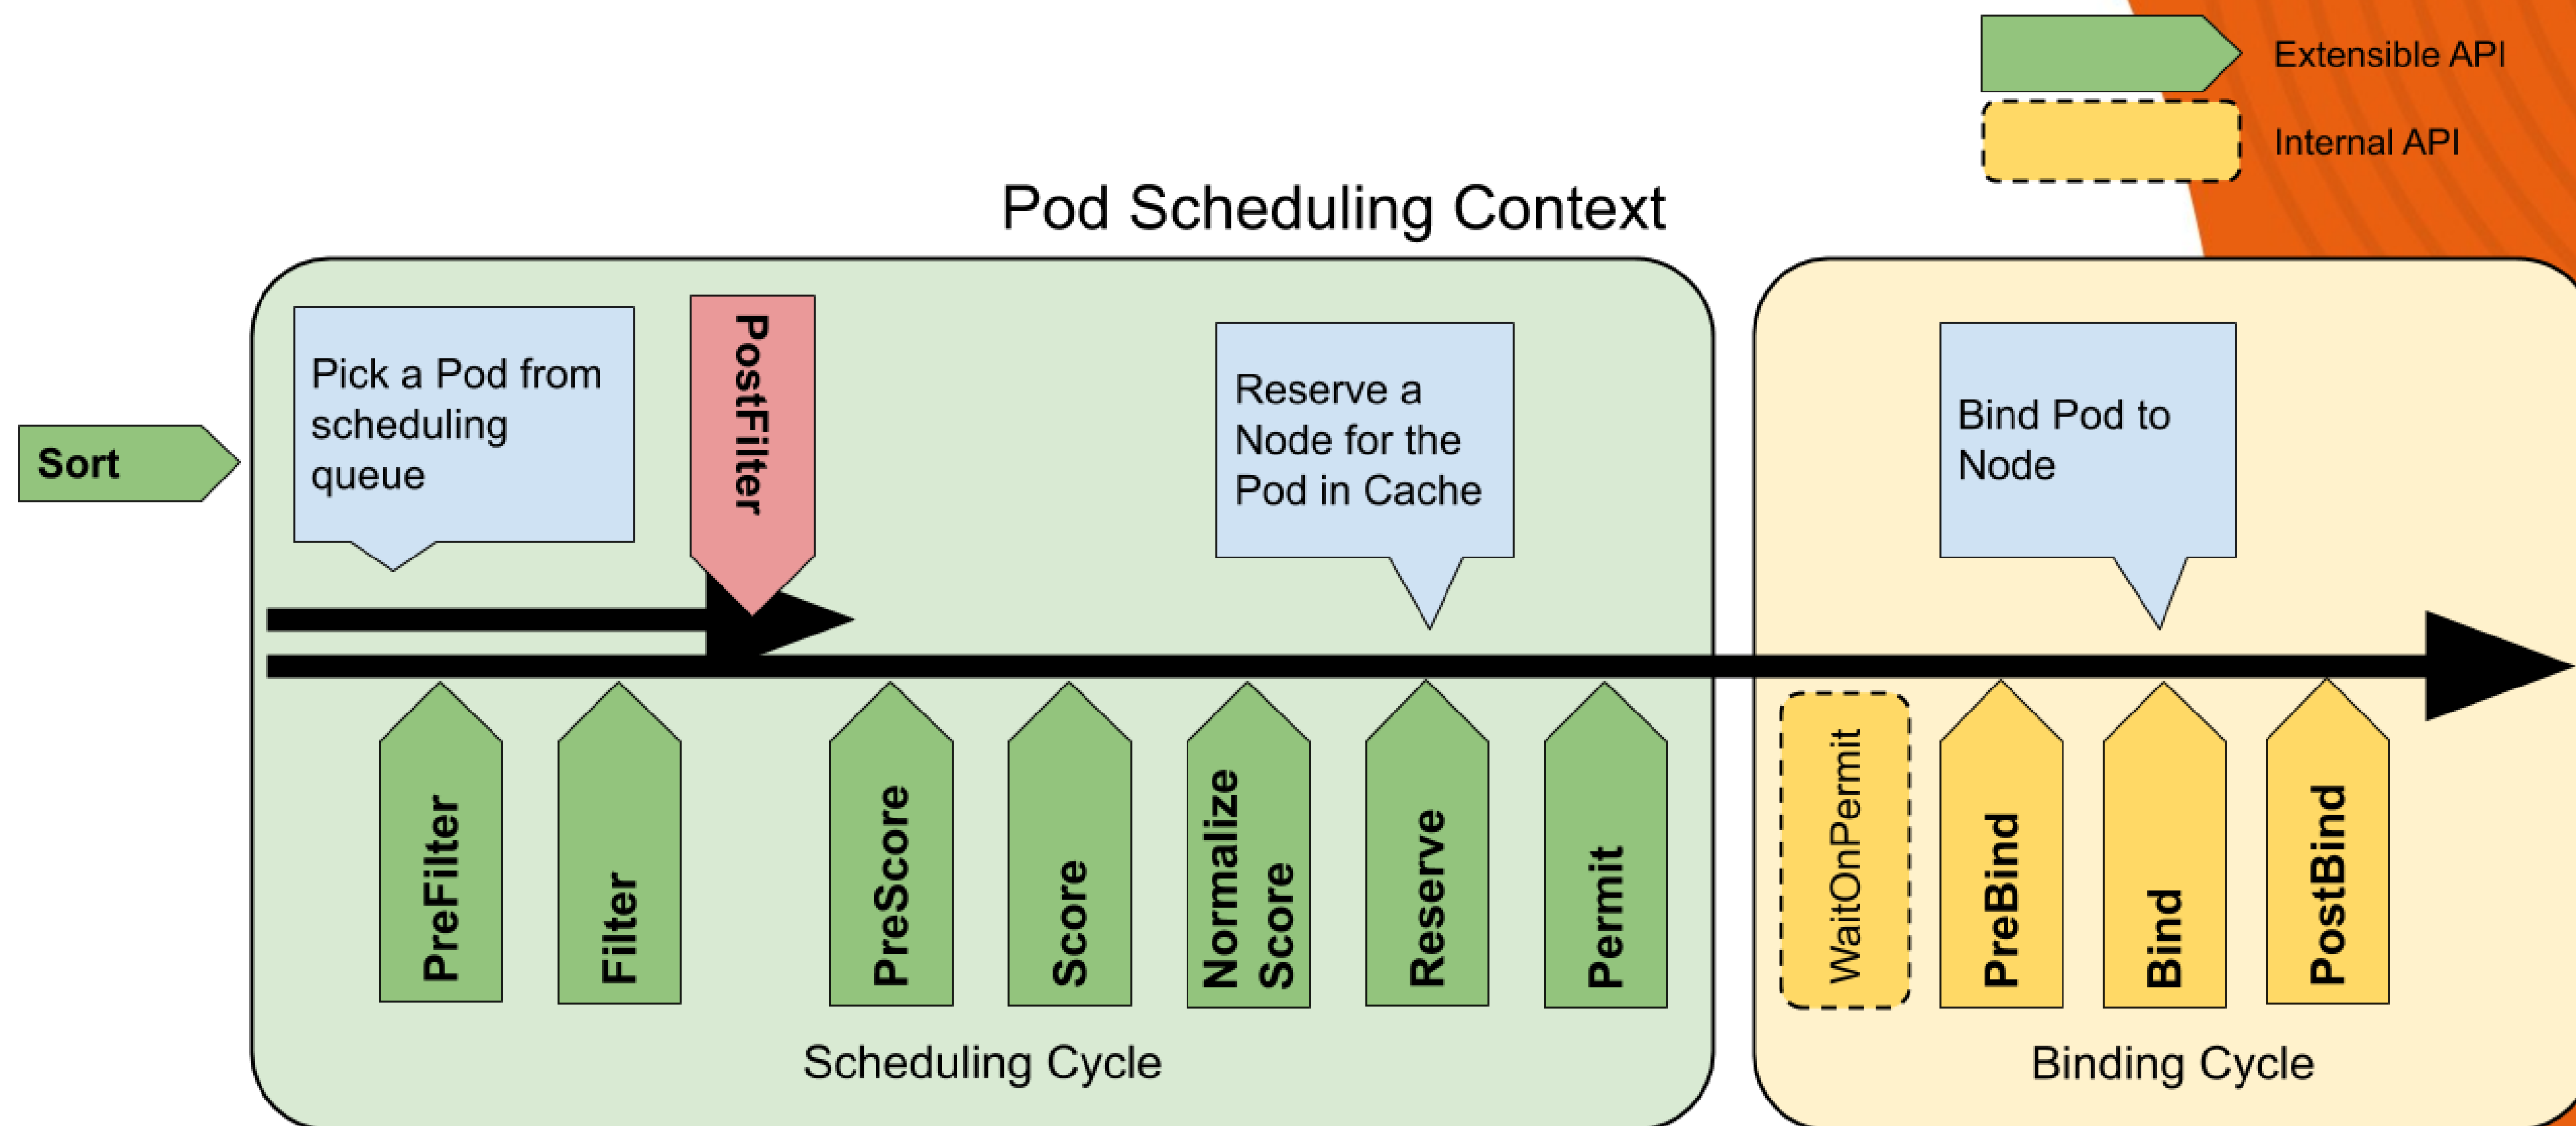 Extensible API
Internal API
Pod Scheduling Context
Sort
Pick a Pod from
scheduling
queue
PostFilter
Reserve a
Node for the
Pod in Cache
Bind Pod to
Node
PreFilter
Filter
PreScore
Score
Normalize
Score
Reserve
Permit
WaitOnPermit
PreBind
Bind
PostBind
Scheduling Cycle
Binding Cycle